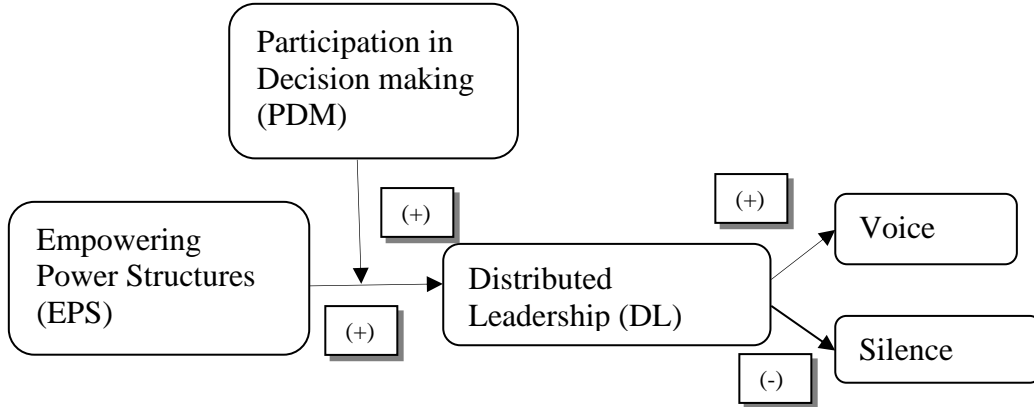 Participation in
Decision making
(PDM)
(+)
(+)
Voice
Empowering
Power Structures
(EPS)
Distributed
Leadership (DL)
(+)
Silence
(-)